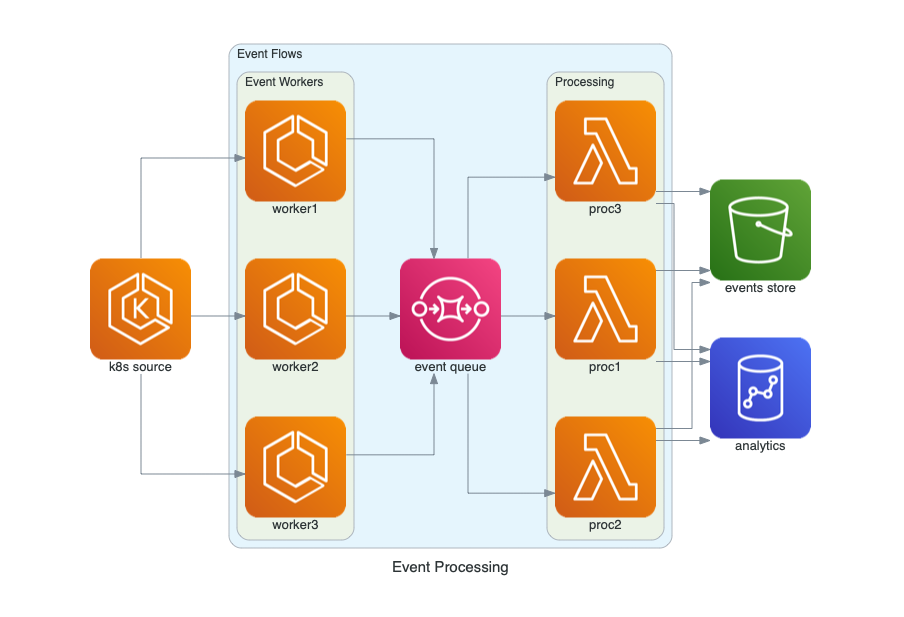 Event Flows
Event Workers
Processing
worker1
proc3
events store
K
k8s source
worker2
event queue
proc1
analytics
worker3
proc2
Event Processing